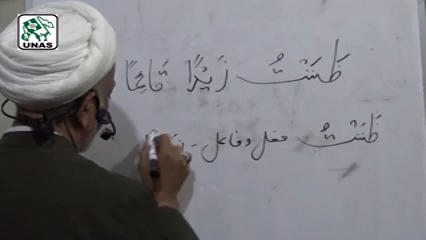 UNAS
ظَنَنْتُ زَيْدًا قَائِمًا
ظَنَنْتُ فعل وفاعل -